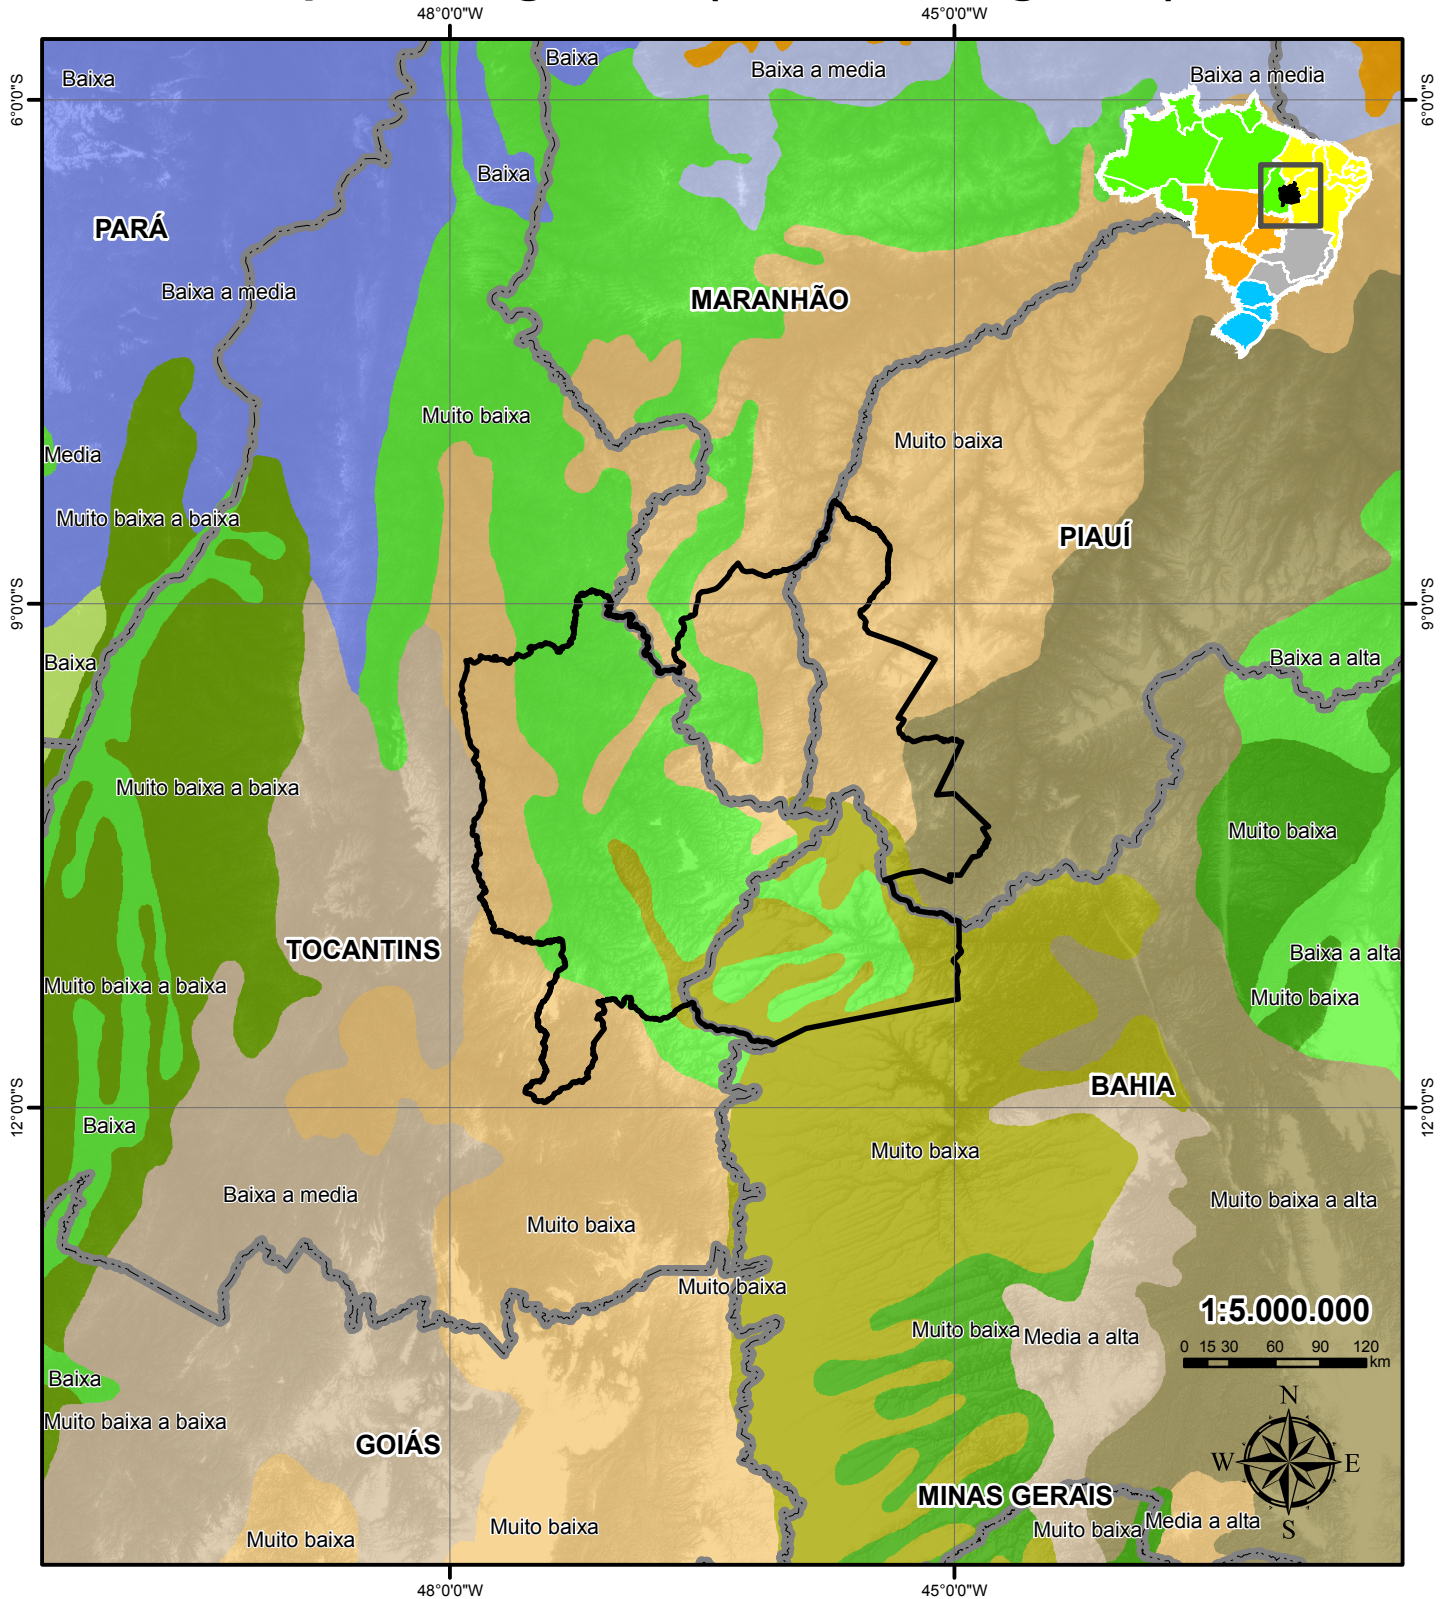 48°0'0"W
45°0'0"W
Baixa
Baixa
Baixa a media
Baixa a media
6°0'0"S
6°0'0"S
Baixa
PARÁ
Baixa a media
MARANHÃO
Muito baixa
Muito baixa
Media
Muito baixa a baixa
PIAUÍ
9°0'0"S
9°0'0"S
Baixa
Baixa a alta
Muito baixa a baixa
Muito baixa
TOCANTINS
Baixa a alta
Muito baixa a baixa
Muito baixa
BAHIA
12°0'0"S
12°0'0"S
Baixa
Muito baixa
Baixa a media
Muito baixa a alta
Muito baixa
Muito baixa
1:5.000.000
Muito baixa
Media a alta
0 15 30 60 90 120
km
Baixa
Muito baixa a baixa
N
GOIÁS
W
E
MINAS GERAIS
Muito baixa
Muito baixa
Muito baixa
Media a alta
S
48°0'0"W
45°0'0"W